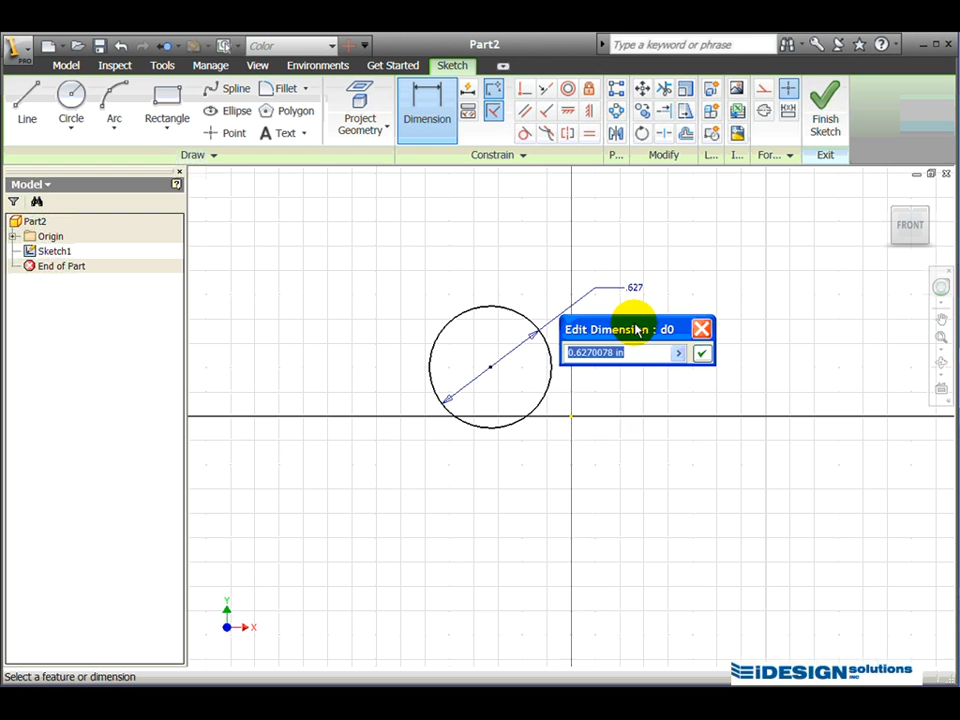 PRO
Color
Part2
Type a keyword or phrase
Model Inspect Tools Manage View Environments Get Started Sketch
Line
Circle
Arc
Rectangle
Spline
Fillet
Ellipse
Polygon
Point
Text
Project
Geometry
Dimension
Finish
Sketch
Draw
Constrain
P...
Modify
L...
I...
For...
Exit
Model
Part2
Origin
Sketch1
End of Part
FRONT
.627
Edit Dimension : d0
0.6270078 in
Y
X
Select a feature or dimension
iDESIGN solutions
INC